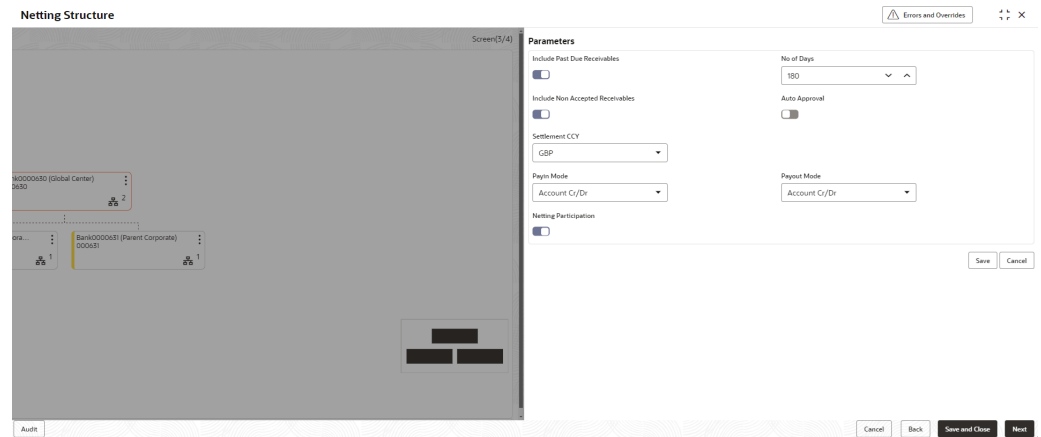 Netting Structure
Errors and Overrides
Screen(3/4)
nk0000630 (Global Center)
0630
2
ora...
1
Bank0000631 (Parent Corporate)
000631
1
Parameters
Include Past Due Receivables
No of Days
180
Include Non Accepted Receivables
Auto Approval
Settlement CCY
GBP
Payin Mode
Payout Mode
Account Cr/Dr
Account Cr/Dr
Netting Participation
Save
Cancel
Audit
Cancel
Back
Save and Close
Next